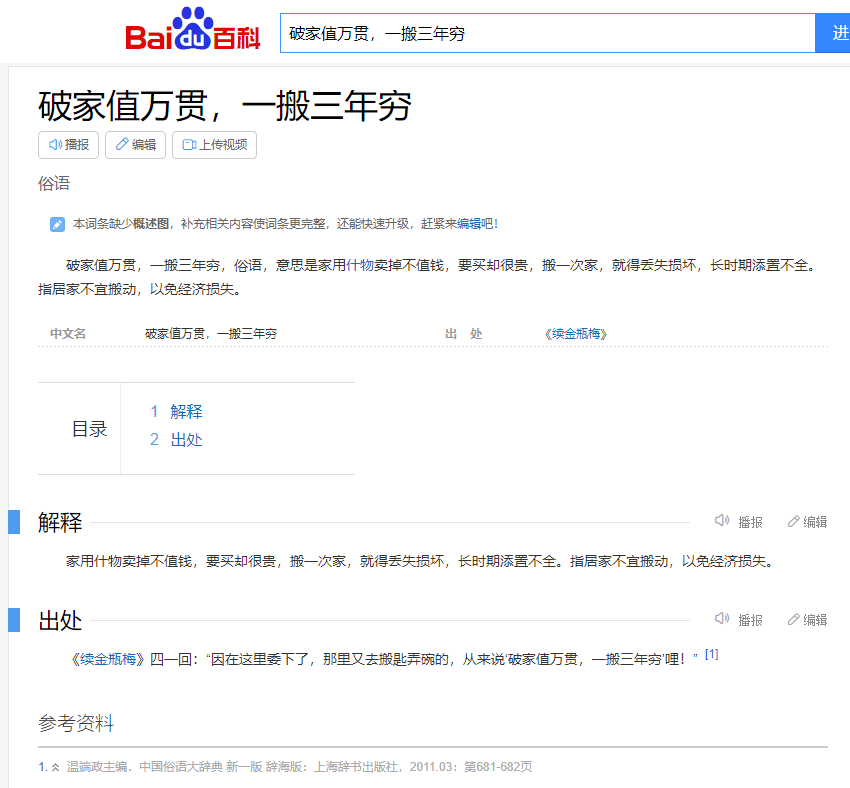 Baidu百科
破家值万贯，一搬三年穷
进
破家值万贯，一搬三年穷
播报 编辑 上传视频
俗语
本词条缺少概述图，补充相关内容使词条更完整，还能快速升级，赶紧来编辑吧！
破家值万贯，一搬三年穷，俗语，意思是家用什物卖掉不值钱，要买却很贵，搬一次家，就得丢失损坏，长时期添置不全。
指居家不宜搬动，以免经济损失。
中文名 破家值万贯，一搬三年穷 出 处 《续金瓶梅》
目录
1 解释
2 出处
解释 播报 编辑
家用什物卖掉不值钱，要买却很贵，搬一次家，就得丢失损坏，长时期添置不全。指居家不宜搬动，以免经济损失。
出处 播报 编辑
《续金瓶梅》四一回：“因在这里委下了，那里又去搬匙弄碗的，从来说‘破家值万贯，一搬三年穷’哩！” [1]
参考资料
1. 温端政主编．中国俗语大辞典 新一版 辞海版：上海辞书出版社，2011.03：第681-682页